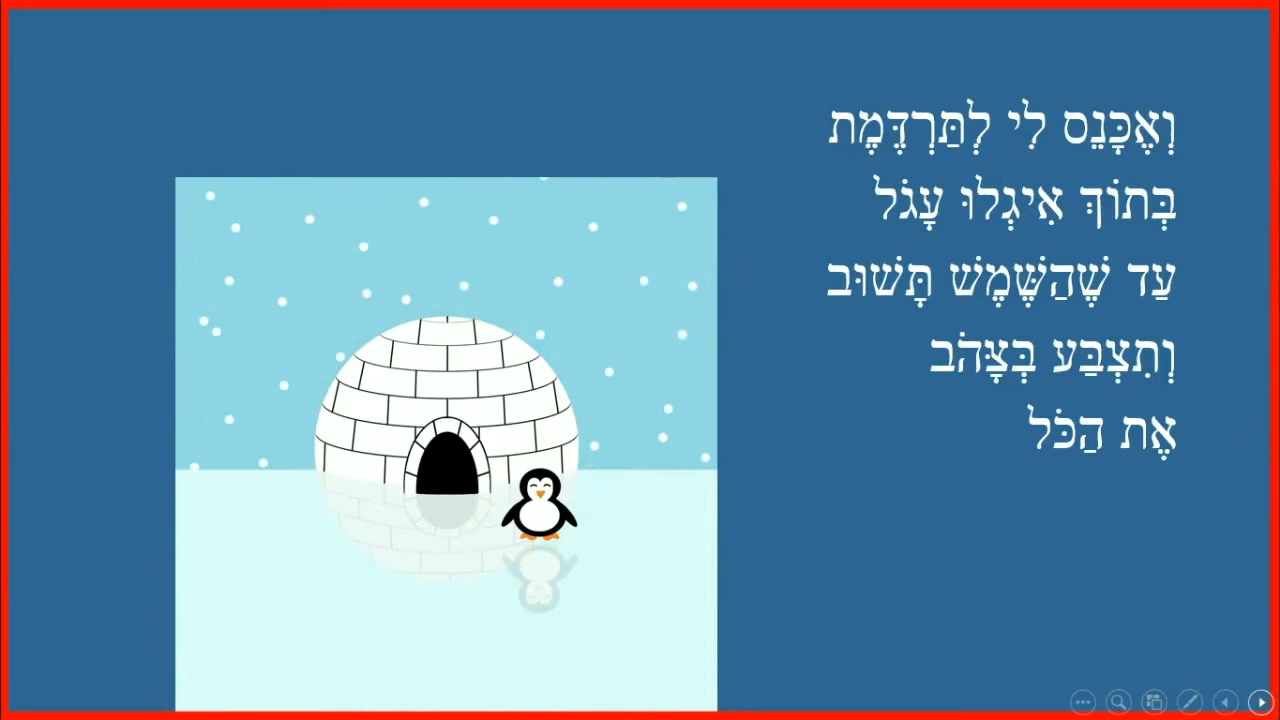 וְאֶכָּנֵס לִי לְתַּרְדֶּמֶת
בְּתוֹךְ אִיגְלוּ עָגֹל
עַד שֶׁהַשֶּׁמֶשׁ תָּשׁוּב
וְתִצְבַּע בְּצָּהֹב
אֶת הַכֹּל